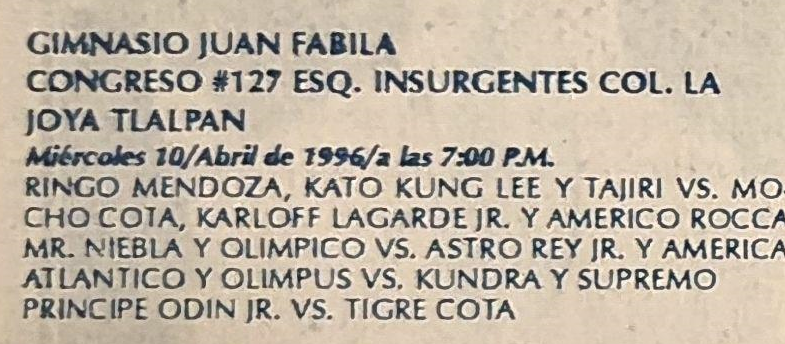 GIMNASIO JUAN FABILA
CONGRESO #127 ESQ. INSURGENTES COL. LA
JOYA TLALPAN
Miércoles 10/Abril de 1996/a las 7:00 P.M.
RINGO MENDOZA, KATO KUNG LEE Y TAJIRI VS. MO-
CHO COTA, KARLOFF LAGARDE JR. Y AMERICO ROCCA
MR. NIEBLA Y OLIMPICO VS. ASTRO REY JR. Y AMERICA
ATLANTICO Y OLIMPUS VS. KUNDRA Y SUPREMO
PRINCIPE ODIN JR. VS. TIGRE COTA